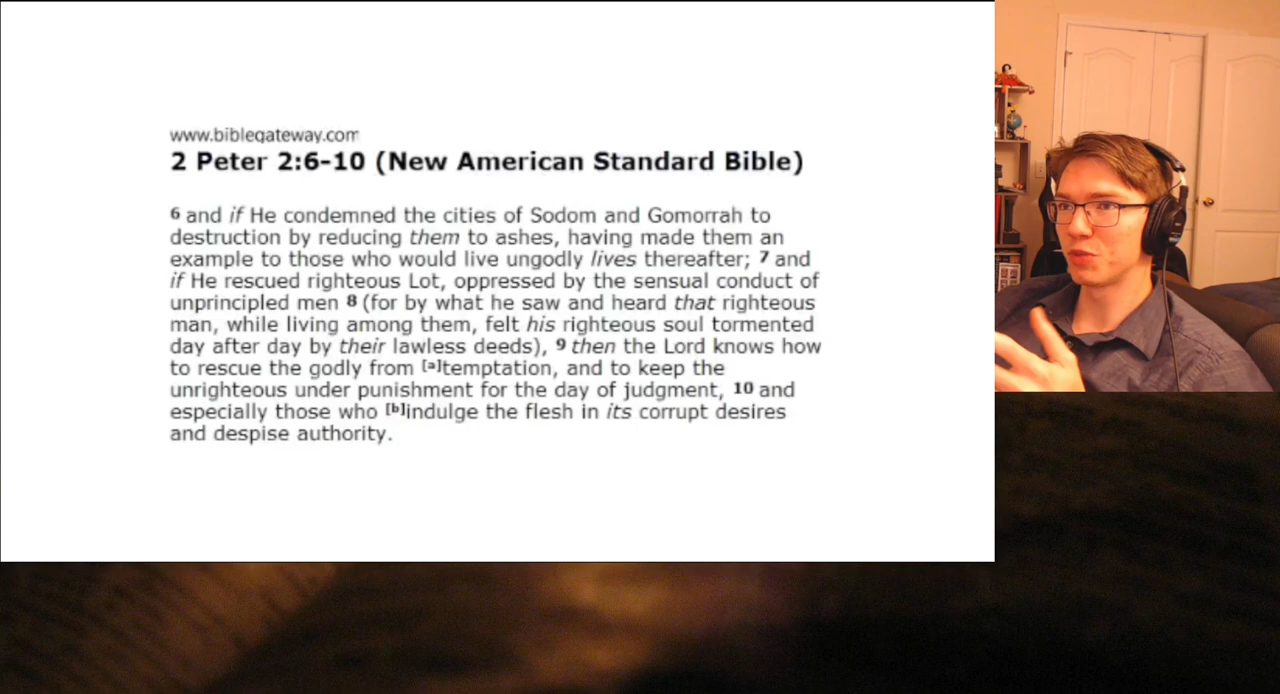 www.biblegateway.com
2 Peter 2:6-10 (New American Standard Bible)
6 and if He condemned the cities of Sodom and Gomorrah to
destruction by reducing them to ashes, having made them an
example to those who would live ungodly lives thereafter; 7 and
if He rescued righteous Lot, oppressed by the sensual conduct of
unprincipled men 8 (for by what he saw and heard that righteous
man, while living among them, felt his righteous soul tormented
day after day by their lawless deeds), 9 then the Lord knows how
to rescue the godly from [a]temptation, and to keep the
unrighteous under punishment for the day of judgment, 10 and
especially those who [b]indulge the flesh in its corrupt desires
and despise authority.